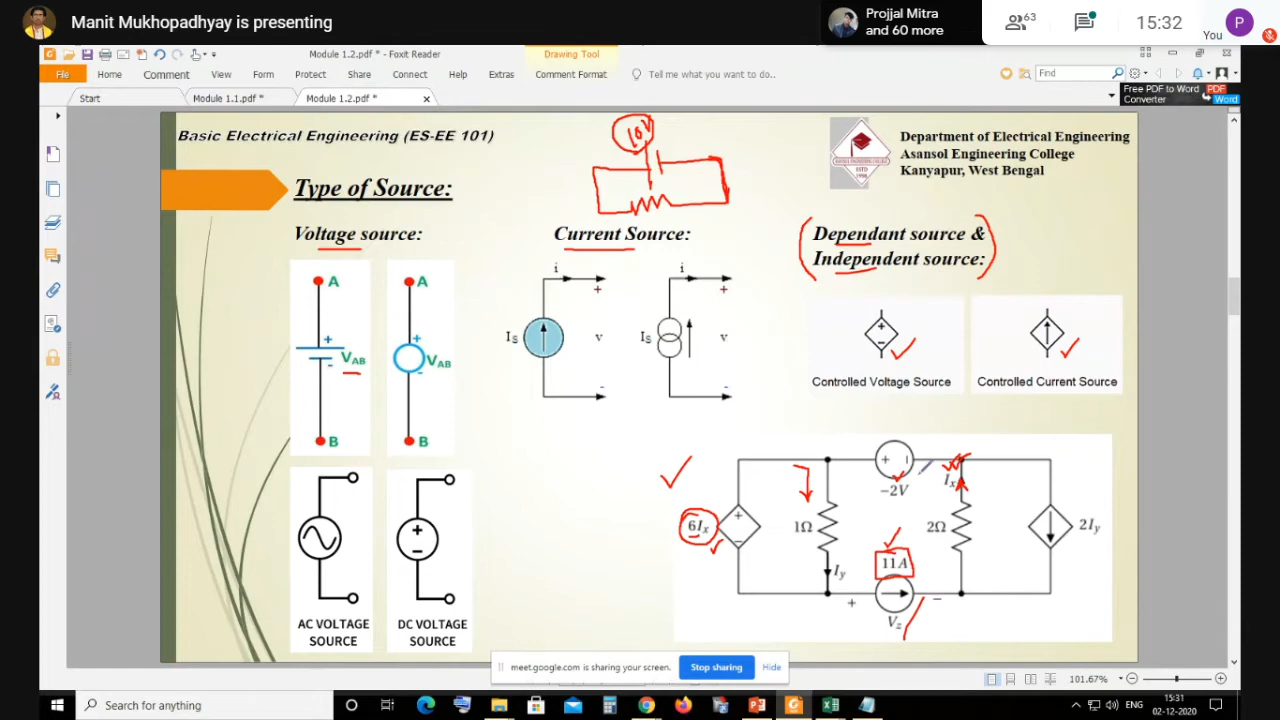 Manit Mukhopadhyay is presenting
Projjal Mitra
and 60 more
63
15:32
You
P
Module 1.2.pdf * - Foxit Reader
Drawing Tool
File
Home
Comment
View
Form
Protect
Share
Connect
Help
Extras
Comment Format
Tell me what you want to do..
Find
Start
Module 1.1.pdf *
Module 1.2.pdf *
Free PDF to Word
Converter
PDF
Word
Basic Electrical Engineering (ES-EE 101)
10V
Department of Electrical Engineering
Asansol Engineering College
Kanyapur, West Bengal
Type of Source:
Voltage source:
Current Source:
Dependant source &
Independent source:
A
+
VAB
-
B
A
+
VAB
-
B
i
+
IS
v
-
i
+
IS
v
-
+
-
Controlled Voltage Source
Controlled Current Source
AC VOLTAGE
SOURCE
+
-
DC VOLTAGE
SOURCE
6Ix
+
-
1Ω
Iy
+ -
-2V
Ix
2Ω
11A
+ -
Vz
2Iy
meet.google.com is sharing your screen.
Stop sharing
Hide
101.67%
Search for anything
ENG
15:31
02-12-2020